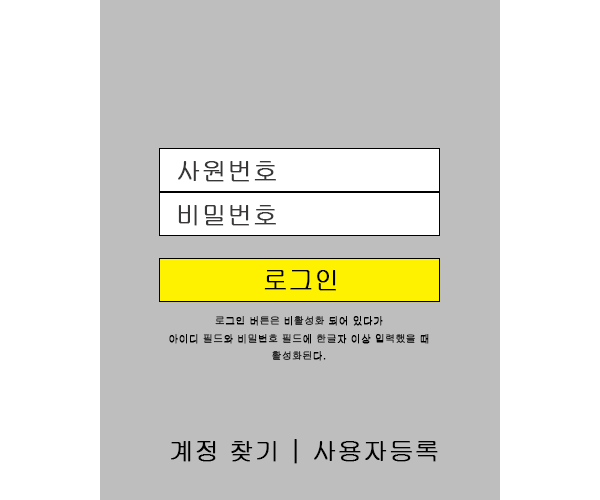 사원번호
비밀번호
로그인
로그인 버튼은 비활성화 되어 있다가
아이디 필드와 비밀번호 필드에 한글자 이상 입력했을 때
활성화된다.
계정 찾기 | 사용자등록